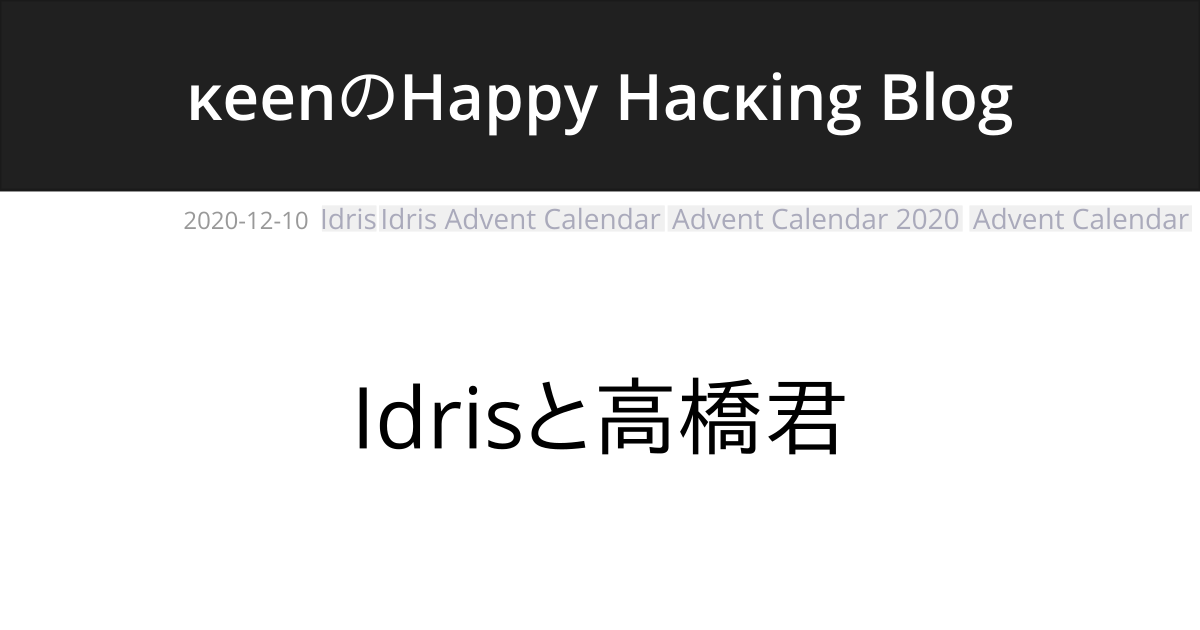 κeenのHappy Hacκing Blog
2020-12-10 Idris Idris Advent Calendar Advent Calendar 2020 Advent Calendar
Idrisと高橋君